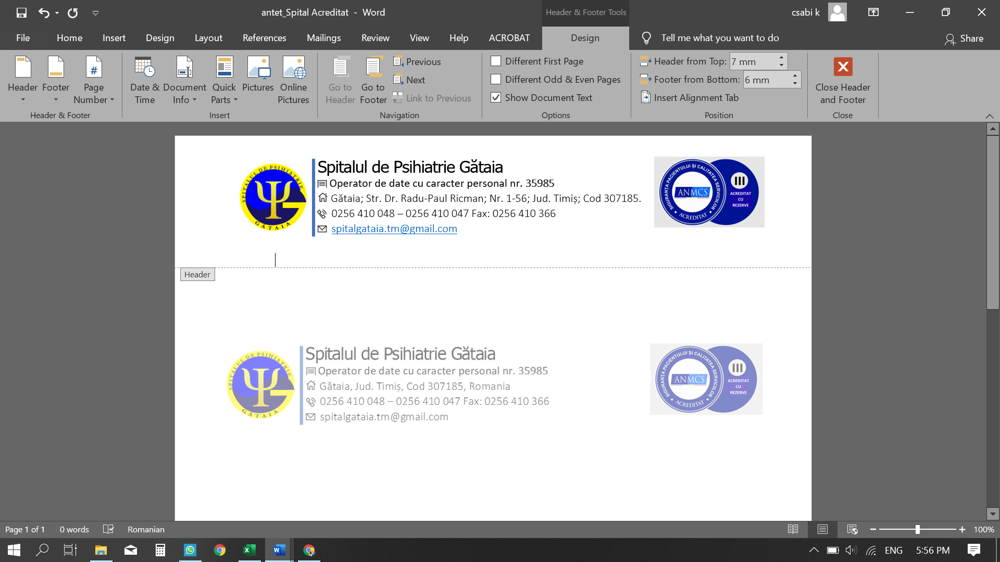 antet_Spital Acreditat - Word
Header & Footer Tools
csabi k
File Home Insert Design Layout References Mailings Review View Help ACROBAT Design Tell me what you want to do Share
Header
Footer
Page Number
Header & Footer
Date & Time
Document Info
Quick Parts
Pictures
Online Pictures
Insert
Go to Header
Go to Footer
Previous
Next
Link to Previous
Navigation
Different First Page
Different Odd & Even Pages
Show Document Text
Options
Header from Top: 7 mm
Footer from Bottom: 6 mm
Insert Alignment Tab
Position
Close Header and Footer
Close
SPITALUL DE PSIHIATRIE
GĂTAIA
Spitalul de Psihiatrie Gătaia
Operator de date cu caracter personal nr. 35985
Gătaia; Str. Dr. Radu-Paul Ricman; Nr. 1-56; Jud. Timiș; Cod 307185.
0256 410 048 – 0256 410 047 Fax: 0256 410 366
spitalgataia.tm@gmail.com
SIGURANȚA PACIENTULUI ȘI CALITATEA SERVICIILOR
ANMCS
• ACREDITAT •
III
ACREDITAT
CU
REZERVE
Header
SPITALUL DE PSIHIATRIE
GĂTAIA
Spitalul de Psihiatrie Gătaia
Operator de date cu caracter personal nr. 35985
Gătaia, Jud. Timiș, Cod 307185, Romania
0256 410 048 – 0256 410 047 Fax: 0256 410 366
spitalgataia.tm@gmail.com
SIGURANȚA PACIENTULUI ȘI CALITATEA SERVICIILOR
ANMCS
• ACREDITAT •
III
ACREDITAT
CU
REZERVE
Page 1 of 1 0 words Romanian 100%
ENG 5:56 PM